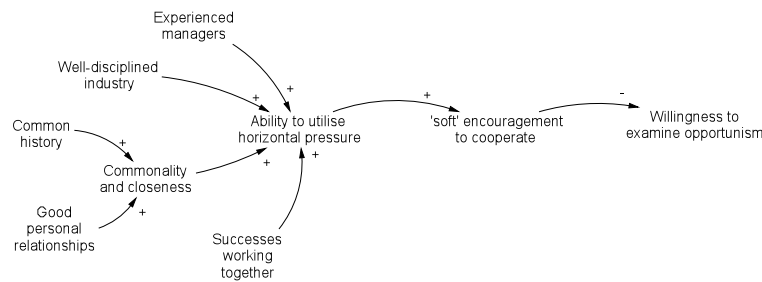 Experienced
managers
+
Well-disciplined
industry
+
Ability to utilise
horizontal pressure
+
'soft' encouragement
to cooperate
-
Willingness to
examine opportunism
Common
history
+
Commonality
and closeness
+
+
Good
personal
relationships
+
Successes
working
together